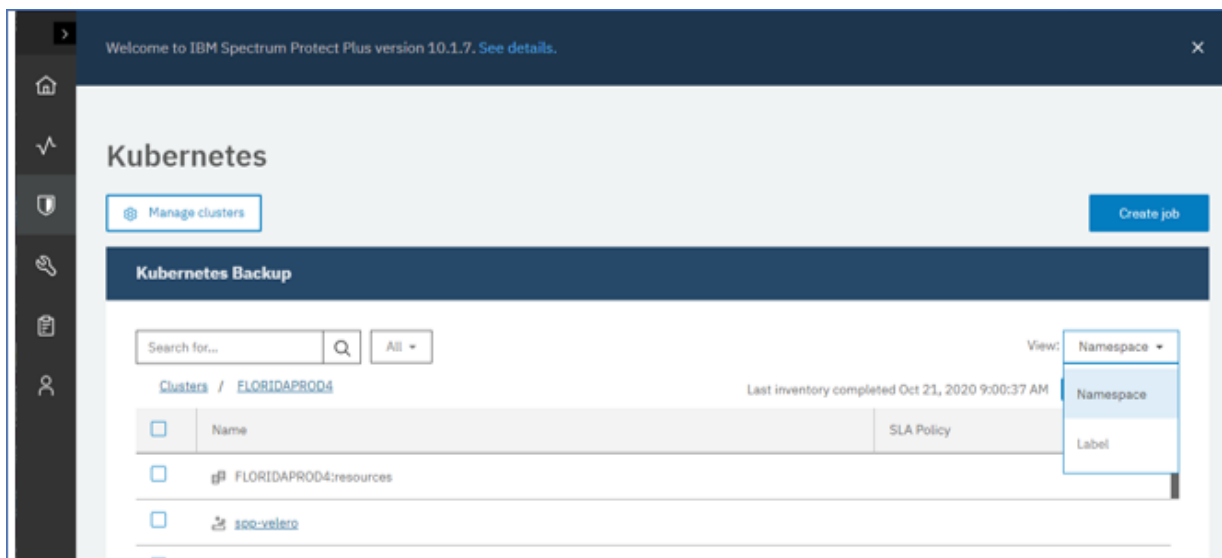 Welcome to IBM Spectrum Protect Plus version 10.1.7. See details.
Kubernetes
Manage clusters
Create job
Kubernetes Backup
Search for...
All
View:
Namespace
Clusters / FLORIDAPROD4
Last inventory completed Oct 21, 2020 9:00:37 AM
Namespace
Label
Name
SLA Policy
FLORIDAPROD4:resources
spp-velero